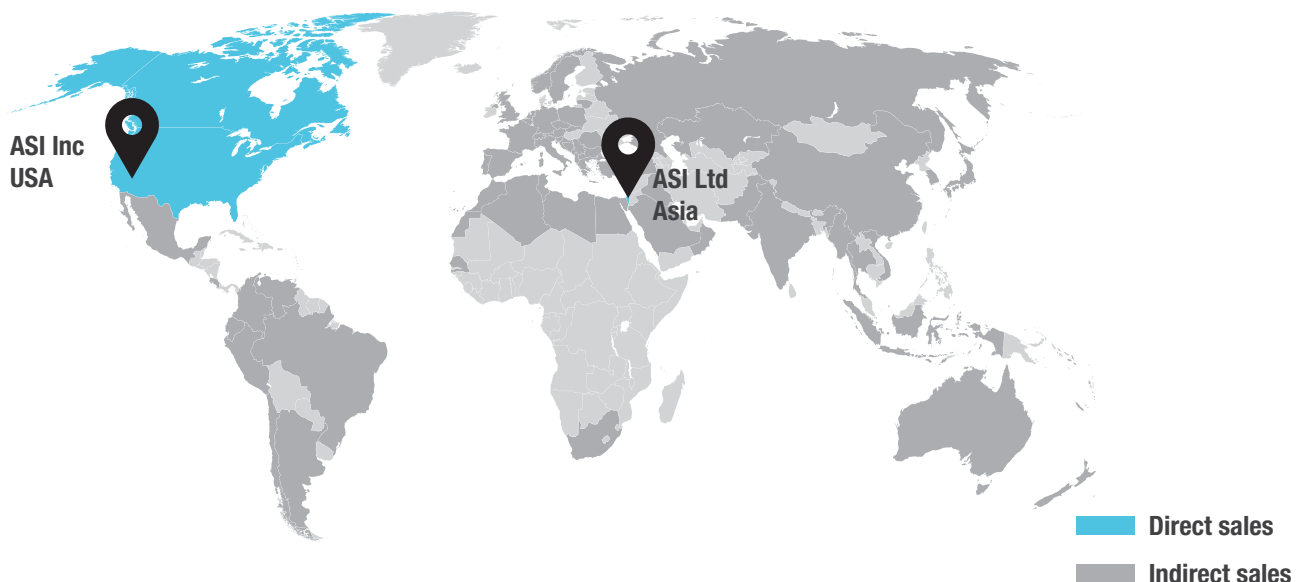 ASI Inc
USA
ASI Ltd
Asia
Direct sales
Indirect sales